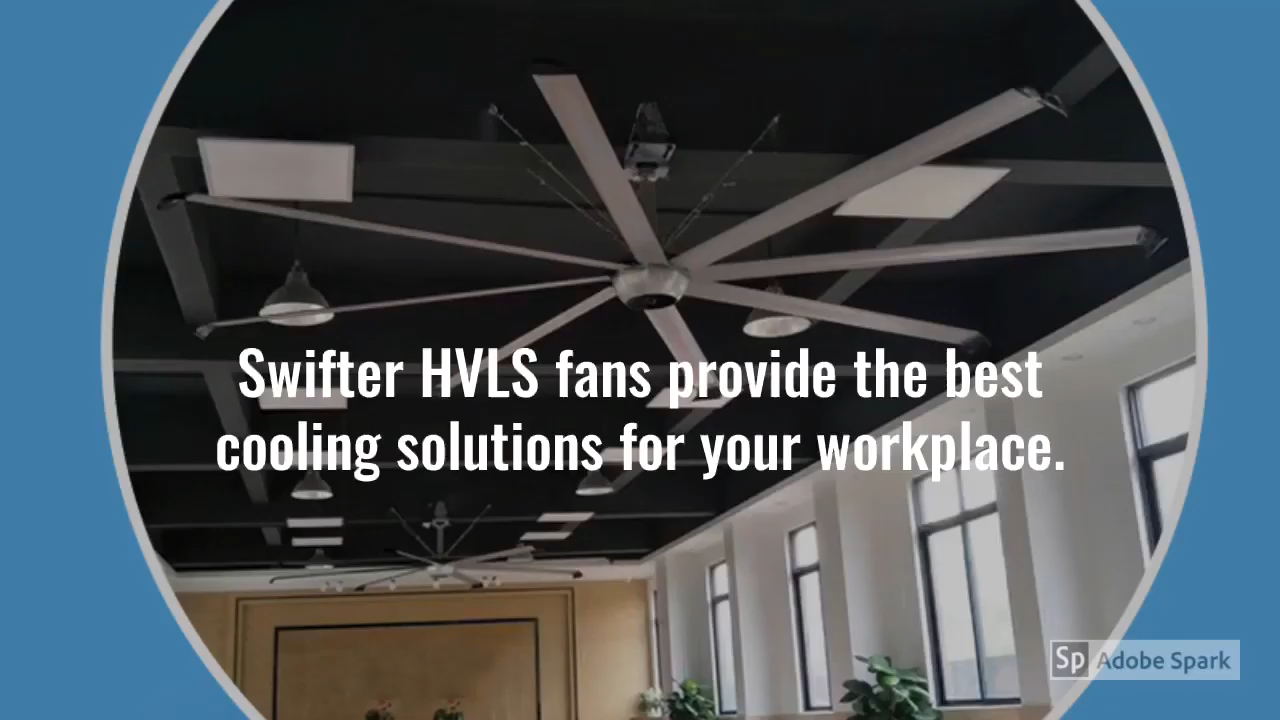 Swifter HVLS fans provide the best
cooling solutions for your workplace.
Sp Adobe Spark